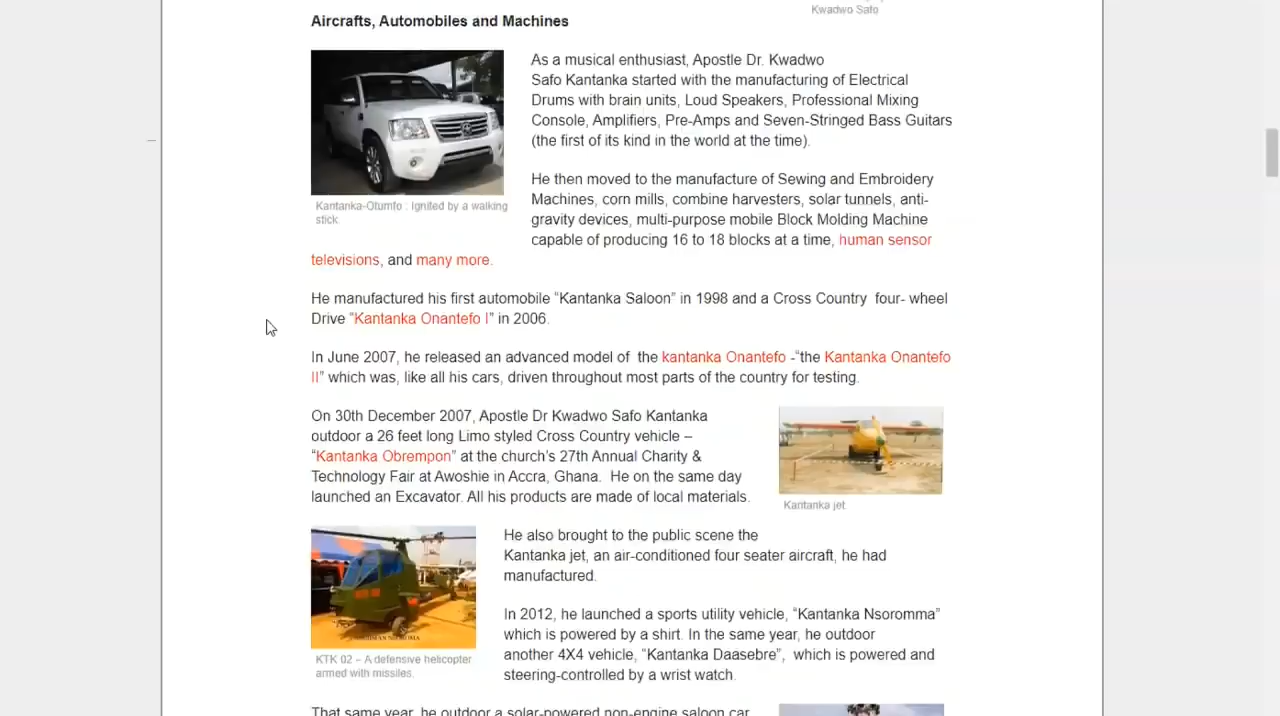 Kwadwo Safo
Aircrafts, Automobiles and Machines
As a musical enthusiast, Apostle Dr. Kwadwo
Safo Kantanka started with the manufacturing of Electrical
Drums with brain units, Loud Speakers, Professional Mixing
Console, Amplifiers, Pre-Amps and Seven-Stringed Bass Guitars
(the first of its kind in the world at the time).
Kantanka-Otumfo : Ignited by a walking
stick.
He then moved to the manufacture of Sewing and Embroidery
Machines, corn mills, combine harvesters, solar tunnels, anti-
gravity devices, multi-purpose mobile Block Molding Machine
capable of producing 16 to 18 blocks at a time, human sensor
televisions, and many more.
He manufactured his first automobile “Kantanka Saloon” in 1998 and a Cross Country four- wheel
Drive “Kantanka Onantefo I” in 2006.
In June 2007, he released an advanced model of the kantanka Onantefo -“the Kantanka Onantefo
II” which was, like all his cars, driven throughout most parts of the country for testing.
On 30th December 2007, Apostle Dr Kwadwo Safo Kantanka
outdoor a 26 feet long Limo styled Cross Country vehicle –
“Kantanka Obrempon” at the church’s 27th Annual Charity &
Technology Fair at Awoshie in Accra, Ghana. He on the same day
launched an Excavator. All his products are made of local materials.
Kantanka jet
He also brought to the public scene the
Kantanka jet, an air-conditioned four seater aircraft, he had
manufactured.
KTK 02 – A defensive helicopter
armed with missiles.
In 2012, he launched a sports utility vehicle, “Kantanka Nsoromma”
which is powered by a shirt. In the same year, he outdoor
another 4X4 vehicle, “Kantanka Daasebre”, which is powered and
steering-controlled by a wrist watch.
That same year, he outdoor a solar-powered non-engine saloon car